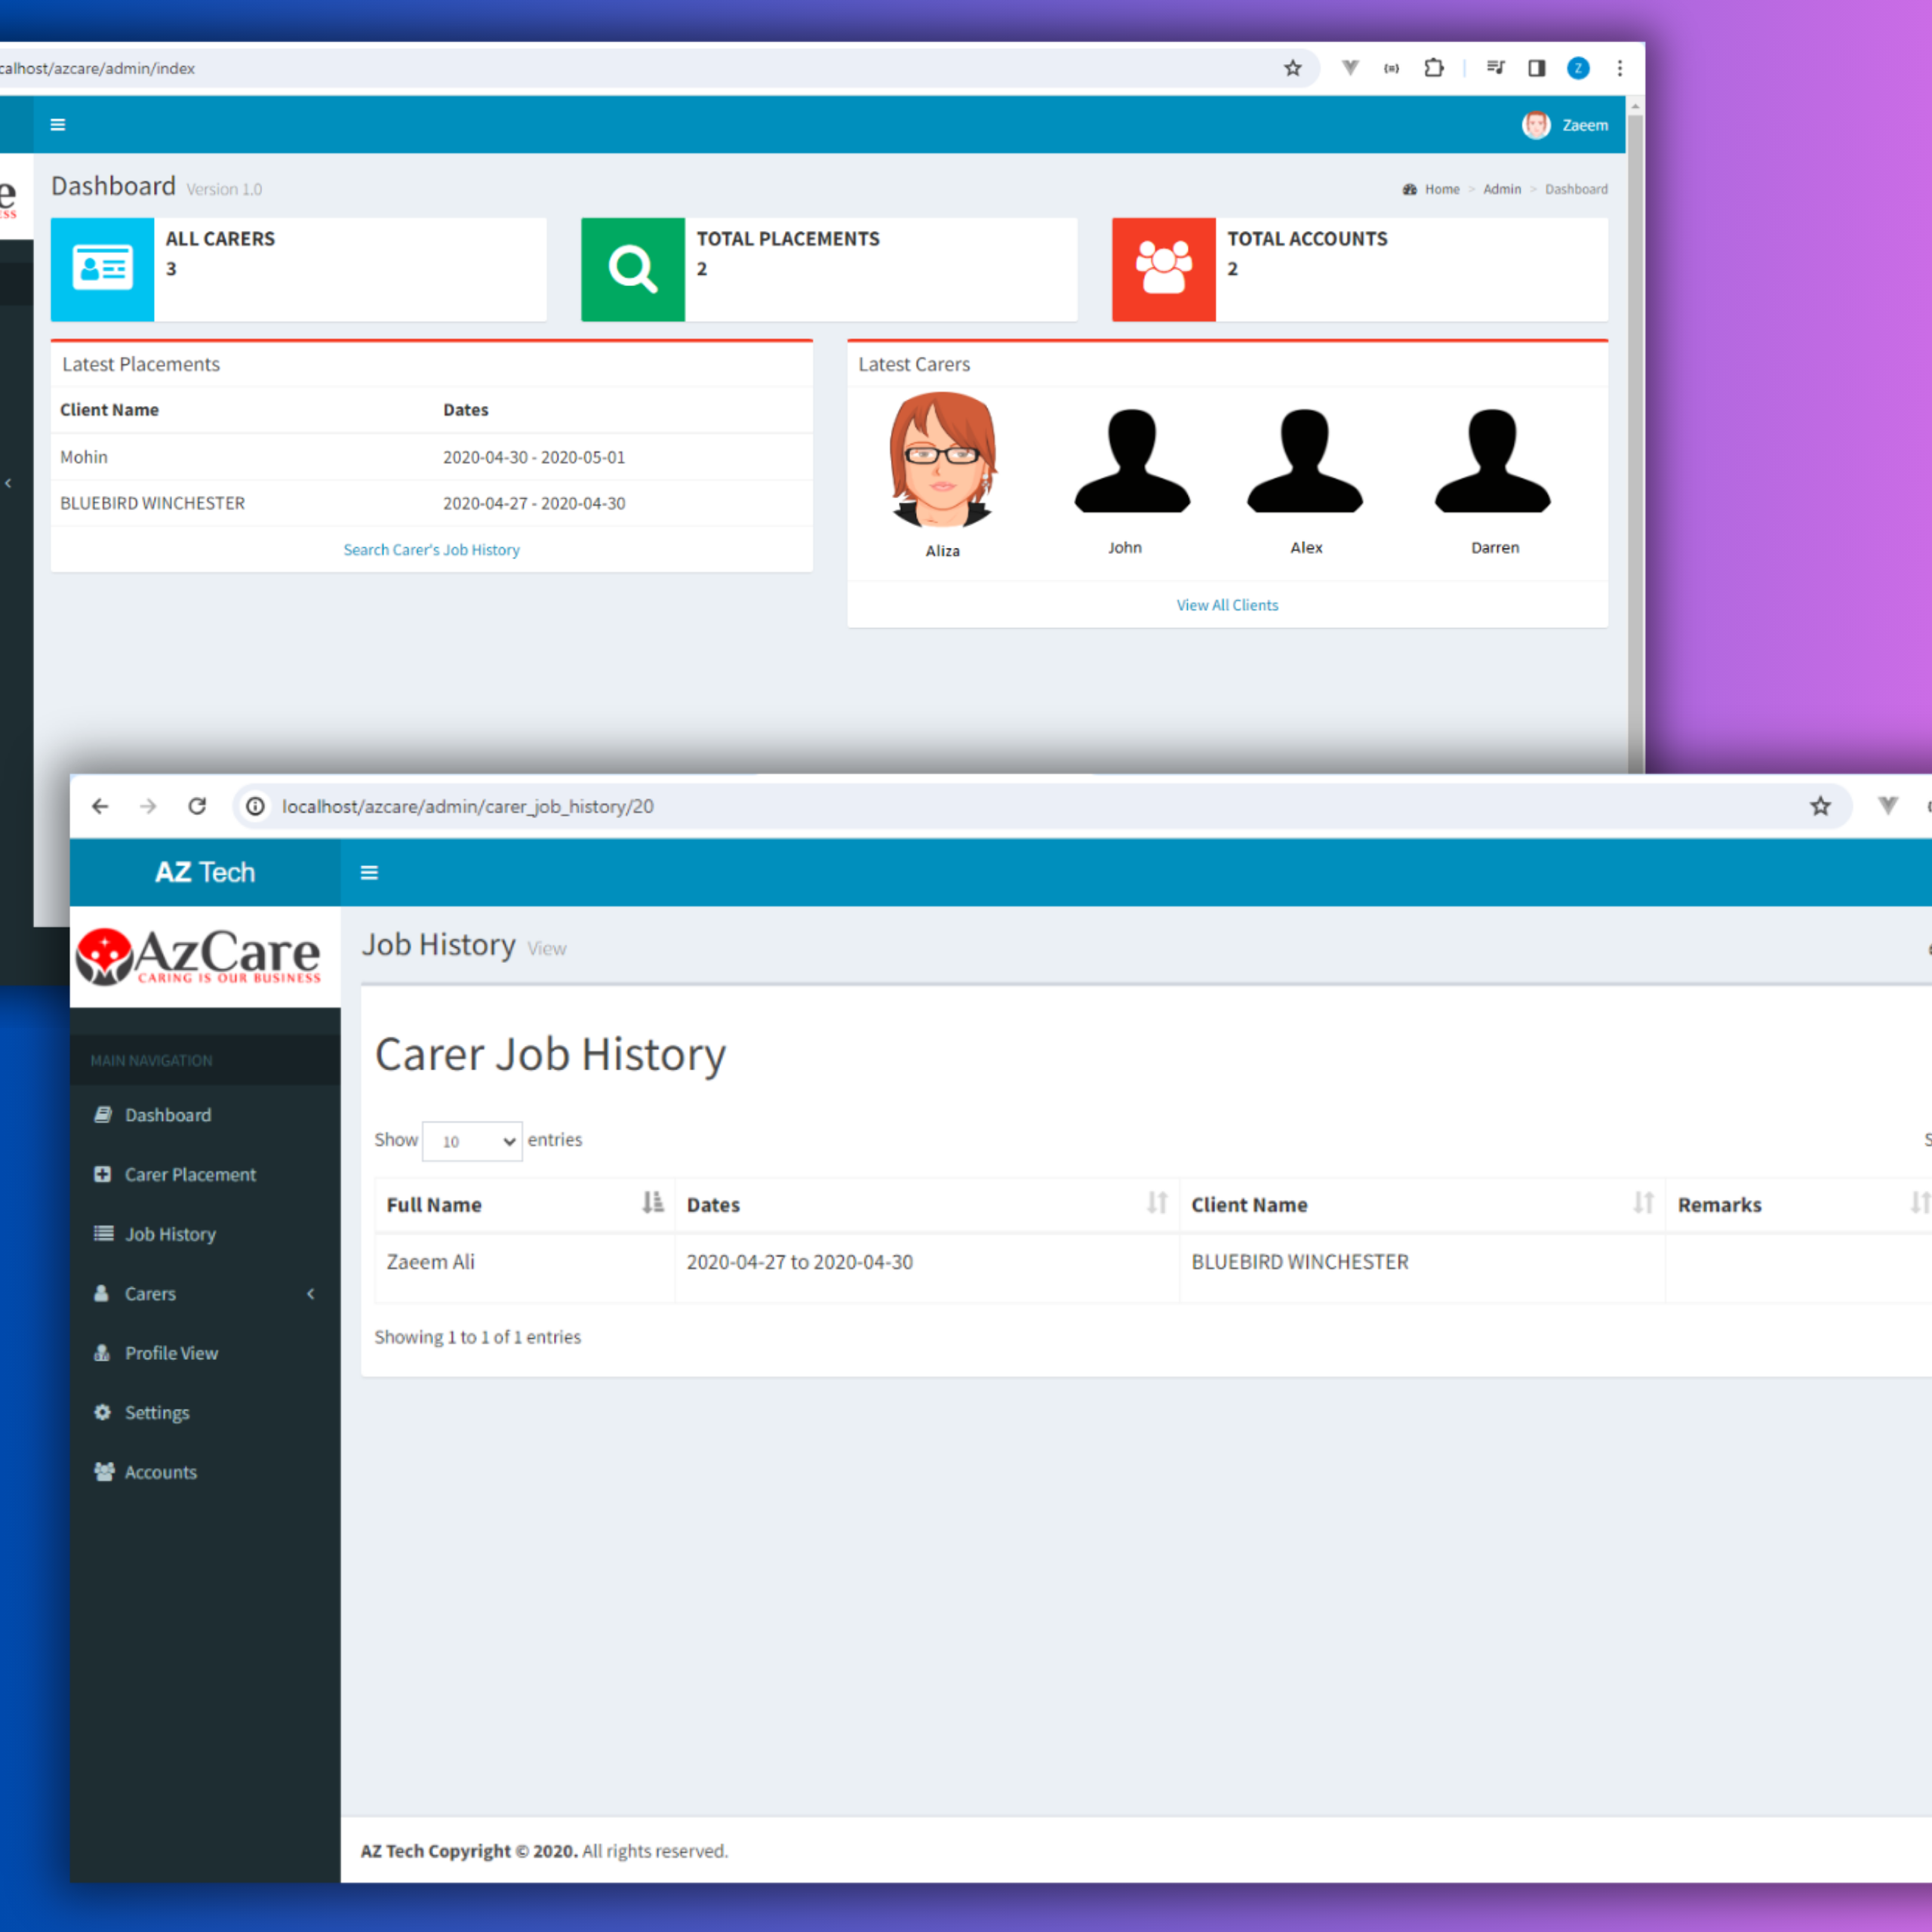 calhost/azcare/admin/index
Z
Zaeem
e
ESS
Dashboard Version 1.0
Home > Admin > Dashboard
ALL CARERS
3
TOTAL PLACEMENTS
2
TOTAL ACCOUNTS
2
Latest Placements
Client Name Dates
Mohin 2020-04-30 - 2020-05-01
BLUEBIRD WINCHESTER 2020-04-27 - 2020-04-30
Search Carer's Job History
Latest Carers
Aliza John Alex Darren
View All Clients
localhost/azcare/admin/carer_job_history/20
AZ Tech
AzCare
CARING IS OUR BUSINESS
MAIN NAVIGATION
Dashboard
Carer Placement
Job History
Carers
Profile View
Settings
Accounts
Job History View
Carer Job History
Show 10 entries
S
Full Name Dates Client Name Remarks
Zaeem Ali 2020-04-27 to 2020-04-30 BLUEBIRD WINCHESTER
Showing 1 to 1 of 1 entries
AZ Tech Copyright © 2020. All rights reserved.